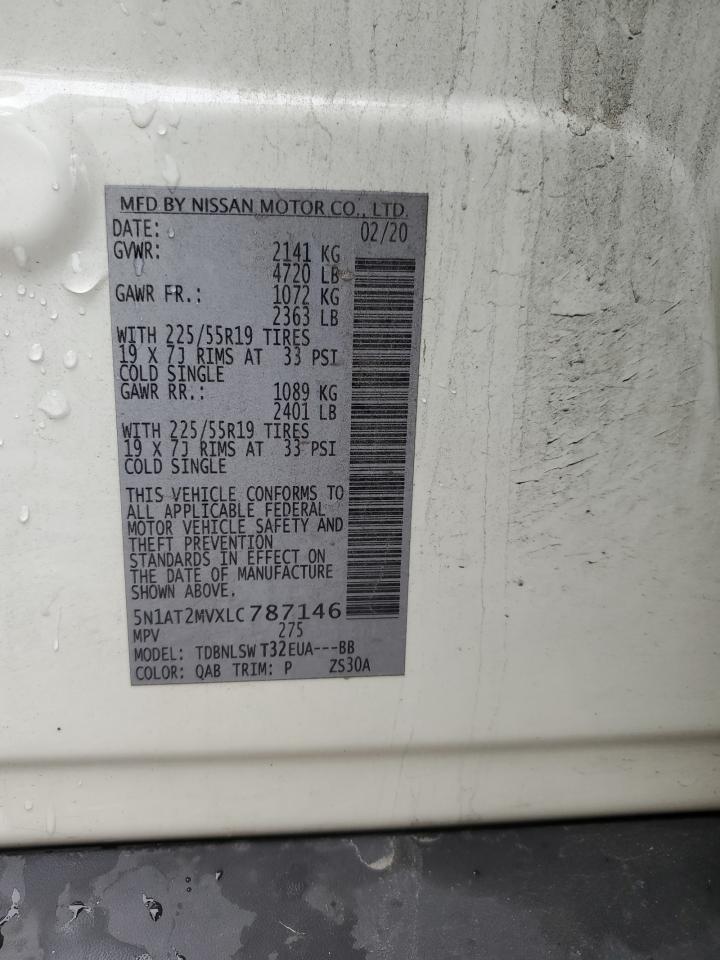 MFD BY NISSAN MOTOR CO., LTD.
DATE: 02/20
GVWR: 2141 KG
4720 LB
GAWR FR.: 1072 KG
2363 LB
WITH 225/55R19 TIRES
19 X 7J RIMS AT 33 PSI
COLD SINGLE
GAWR RR.: 1089 KG
2401 LB
WITH 225/55R19 TIRES
19 X 7J RIMS AT 33 PSI
COLD SINGLE
THIS VEHICLE CONFORMS TO
ALL APPLICABLE FEDERAL
MOTOR VEHICLE SAFETY AND
THEFT PREVENTION
STANDARDS IN EFFECT ON
THE DATE OF MANUFACTURE
SHOWN ABOVE.
5N1AT2MVXLC787146
MPV 275
MODEL: TDBNLSW T32EUA---BB
COLOR: QAB TRIM: P ZS30A